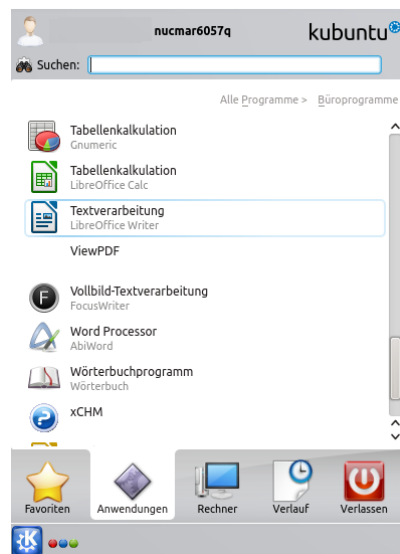 nucmar6057q
kubuntu
Suchen:
Alle Programme > Büroprogramme
Tabellenkalkulation
Gnumeric
Tabellenkalkulation
LibreOffice Calc
Textverarbeitung
LibreOffice Writer
ViewPDF
Vollbild-Textverarbeitung
FocusWriter
Word Processor
AbiWord
Wörterbuchprogramm
Wörterbuch
xCHM
Favoriten Anwendungen Rechner Verlauf Verlassen